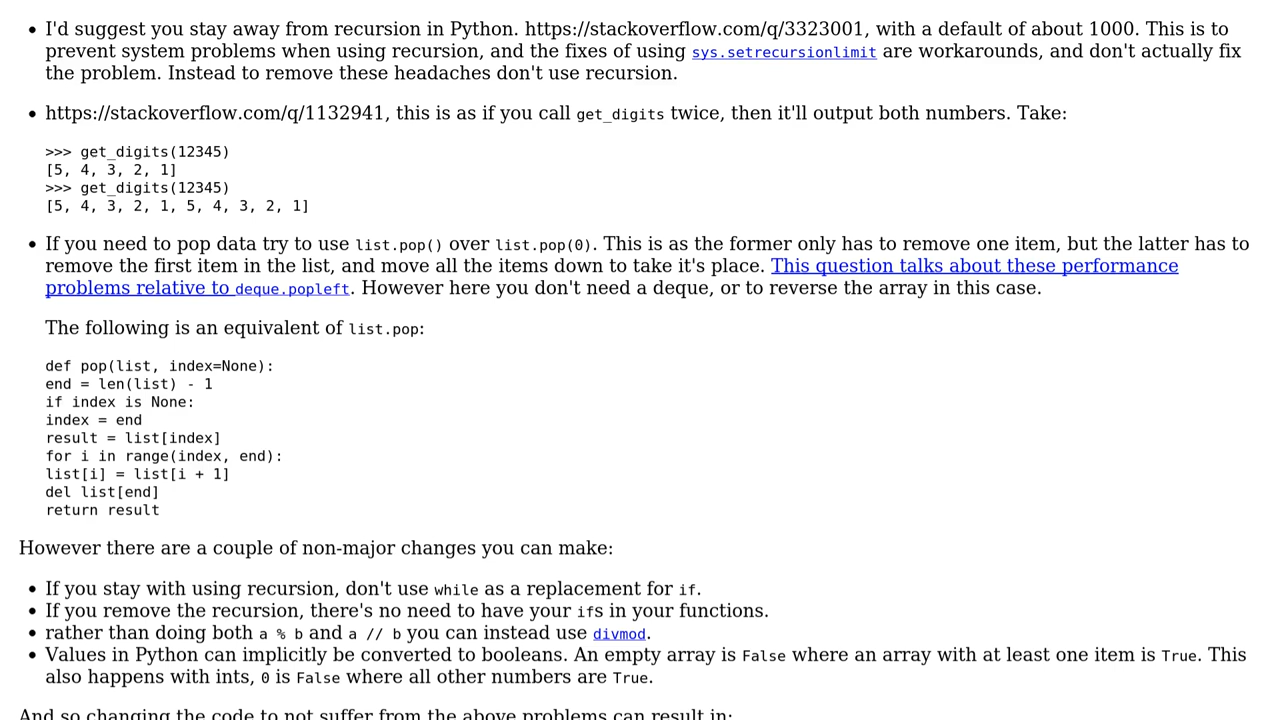 I'd suggest you stay away from recursion in Python. https://stackoverflow.com/q/3323001, with a default of about 1000. This is to
prevent system problems when using recursion, and the fixes of using sys.setrecursionlimit are workarounds, and don't actually fix
the problem. Instead to remove these headaches don't use recursion.
https://stackoverflow.com/q/1132941, this is as if you call get_digits twice, then it'll output both numbers. Take:
>>> get_digits(12345)
[5, 4, 3, 2, 1]
>>> get_digits(12345)
[5, 4, 3, 2, 1, 5, 4, 3, 2, 1]
If you need to pop data try to use list.pop() over list.pop(0). This is as the former only has to remove one item, but the latter has to
remove the first item in the list, and move all the items down to take it's place. This question talks about these performance
problems relative to deque.popleft. However here you don't need a deque, or to reverse the array in this case.
The following is an equivalent of list.pop:
def pop(list, index=None):
end = len(list) - 1
if index is None:
index = end
result = list[index]
for i in range(index, end):
list[i] = list[i + 1]
del list[end]
return result
However there are a couple of non-major changes you can make:
If you stay with using recursion, don't use while as a replacement for if.
If you remove the recursion, there's no need to have your ifs in your functions.
rather than doing both a % b and a // b you can instead use divmod.
Values in Python can implicitly be converted to booleans. An empty array is False where an array with at least one item is True. This
also happens with ints, 0 is False where all other numbers are True.
And so changing the code to not suffer from the above problems can result in: